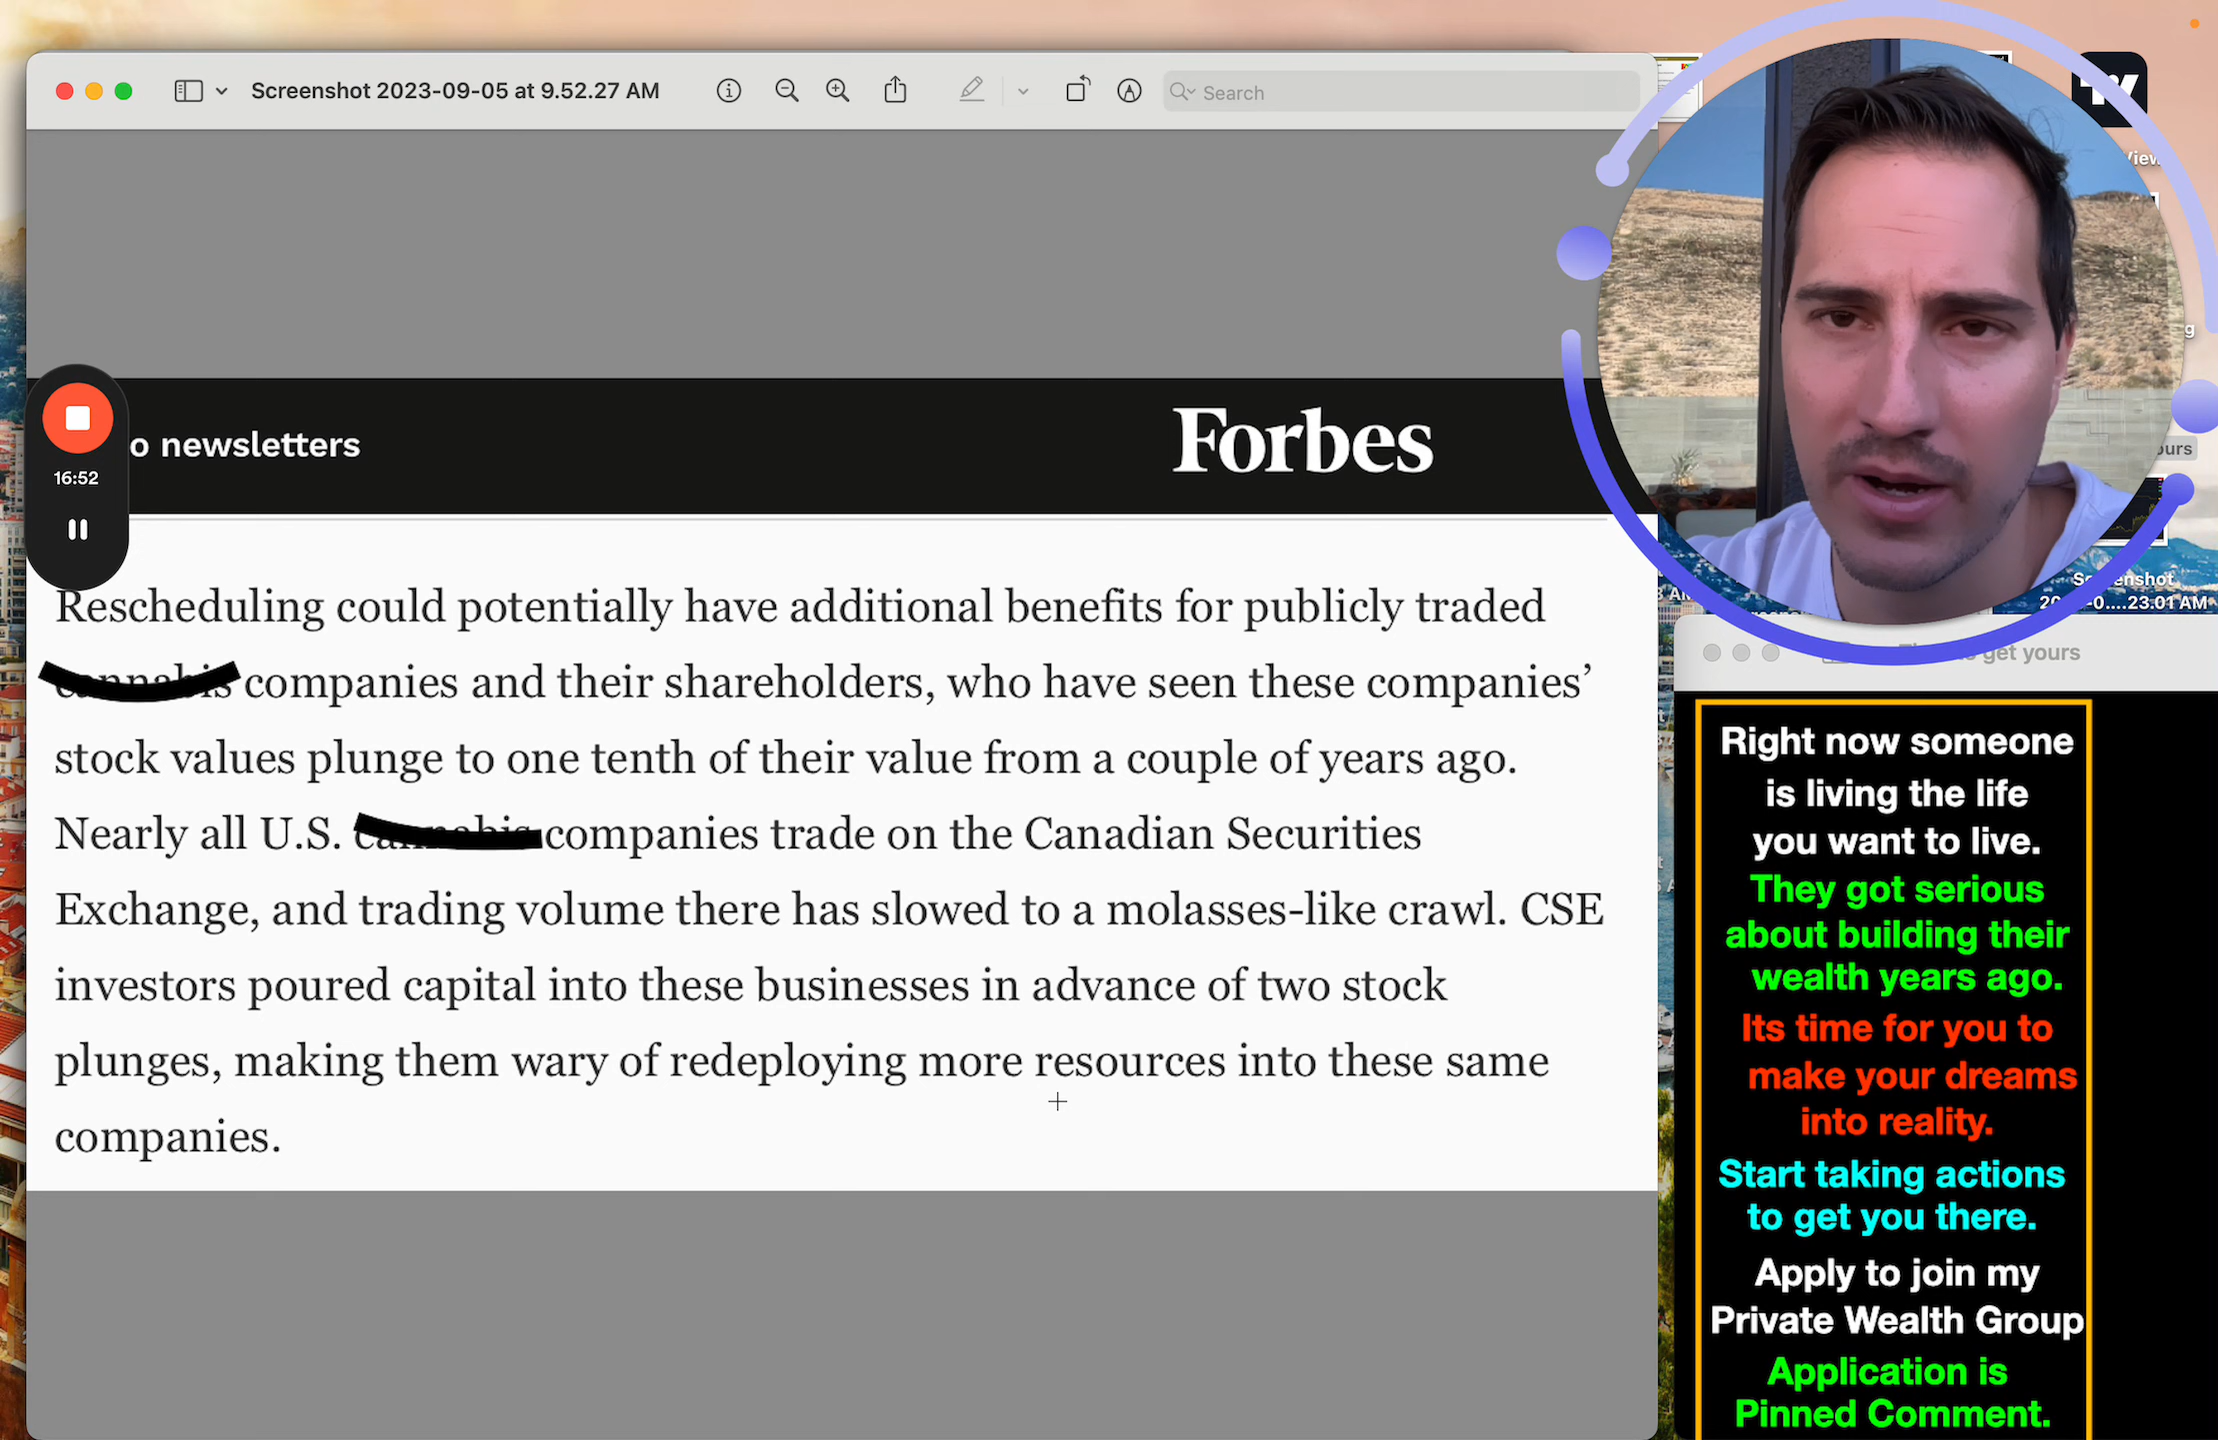 Screenshot 2023-09-05 at 9.52.27 AM
Search
o newsletters
Forbes
16:52
Rescheduling could potentially have additional benefits for publicly traded
cannabis companies and their shareholders, who have seen these companies’
stock values plunge to one tenth of their value from a couple of years ago.
Nearly all U.S. cannabis companies trade on the Canadian Securities
Exchange, and trading volume there has slowed to a molasses-like crawl. CSE
investors poured capital into these businesses in advance of two stock
plunges, making them wary of redeploying more resources into these same
companies.
20 -0....23.01 AM
get yours
Right now someone
is living the life
you want to live.
They got serious
about building their
wealth years ago.
Its time for you to
make your dreams
into reality.
Start taking actions
to get you there.
Apply to join my
Private Wealth Group
Application is
Pinned Comment.